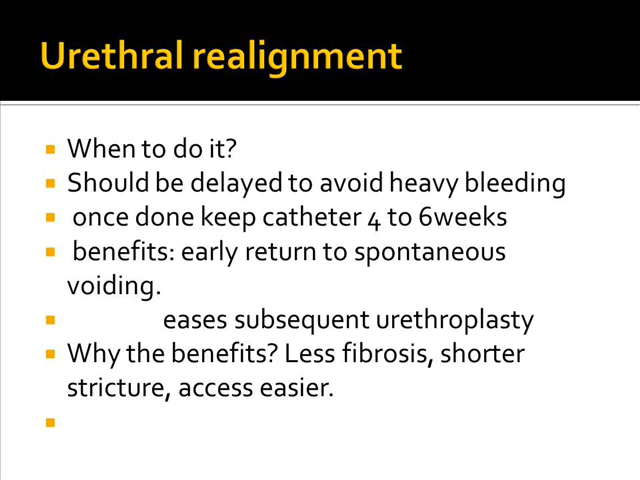 Urethral realignment
When to do it?
Should be delayed to avoid heavy bleeding
once done keep catheter 4 to 6weeks
benefits: early return to spontaneous
voiding.
eases subsequent urethroplasty
Why the benefits? Less fibrosis, shorter
stricture, access easier.